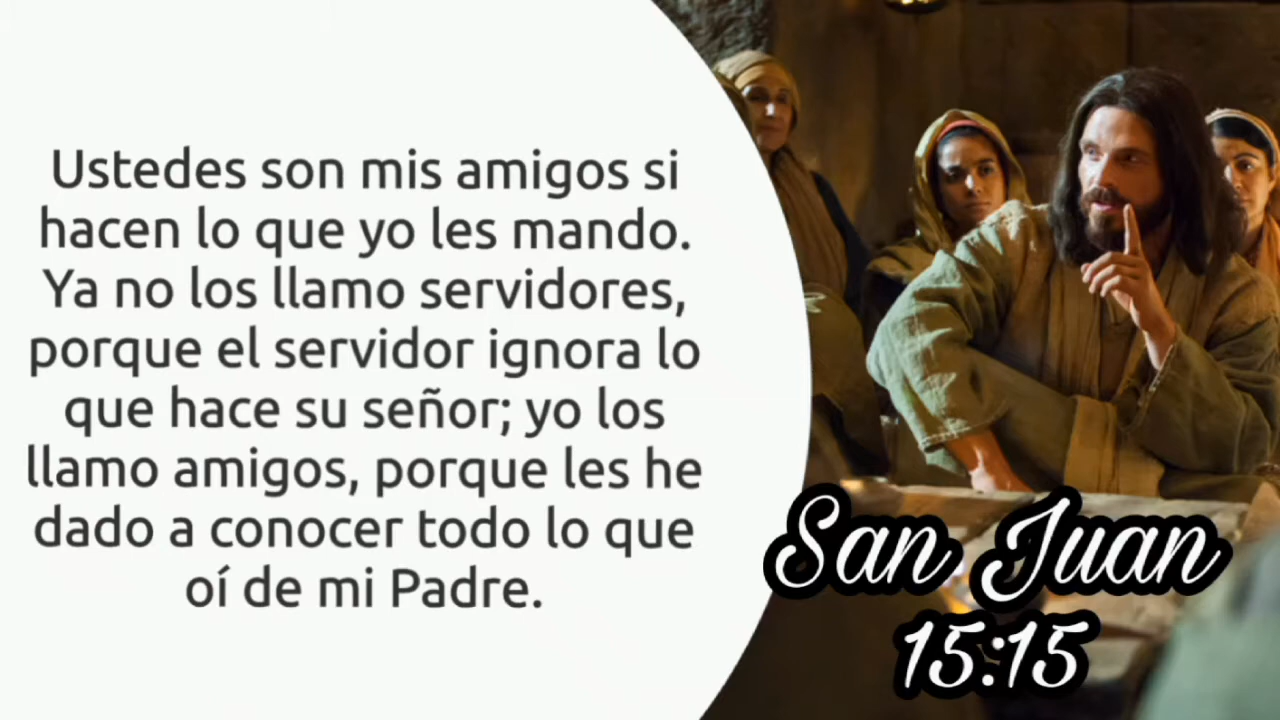 Ustedes son mis amigos si
hacen lo que yo les mando.
Ya no los llamo servidores,
porque el servidor ignora lo
que hace su señor; yo los
llamo amigos, porque les he
dado a conocer todo lo que
oí de mi Padre.
San Juan
15:15